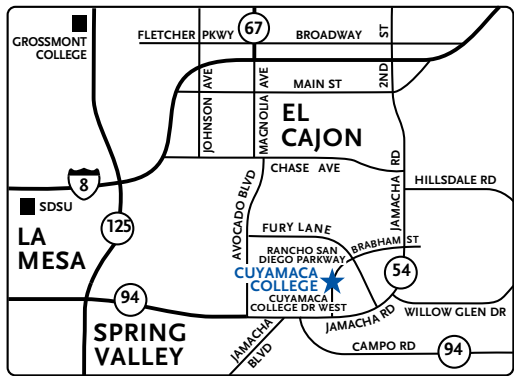 GROSSMONT
COLLEGE
FLETCHER PKWY
67
BROADWAY
2ND ST
JOHNSON AVE
MAGNOLIA AVE
MAIN ST
EL
CAJON
CHASE AVE
8
SDSU
LA
MESA
125
AVOCADO BLVD
JAMACHA RD
HILLSDALE RD
FURY LANE
RANCHO SAN
DIEGO PARKWAY
BRABHAM ST
CUYAMACA
COLLEGE
54
CUYAMACA
COLLEGE DR WEST
94
SPRING
VALLEY
JAMACHA
BLVD
JAMACHA RD
WILLOW GLEN DR
CAMPO RD
94